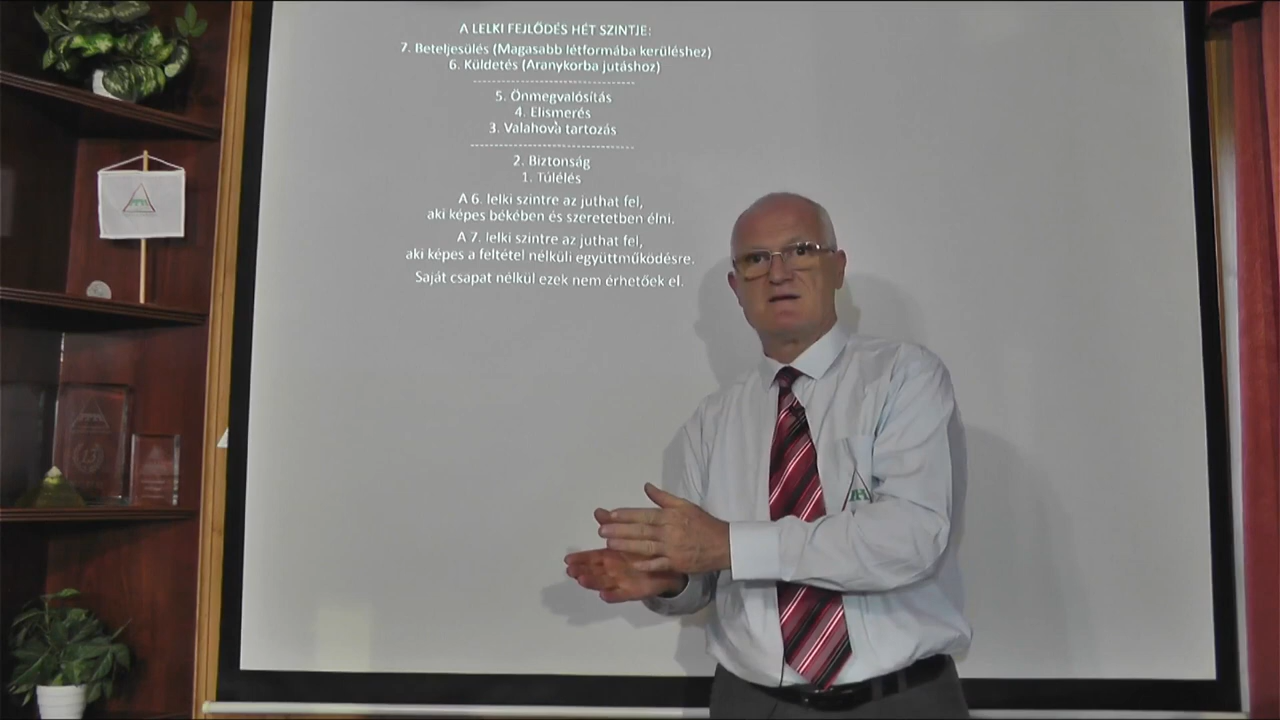 A LELKI FEJLŐDÉS HÉT SZINTJE:
7. Beteljesülés (Magasabb létformába kerüléshez)
6. Küldetés (Aranykorba jutáshoz)
5. Önmegvalósítás
4. Elismerés
3. Valahová tartozás
2. Biztonság
1. Túlélés
A 6. lelki szintre az juthat fel,
aki képes békében és szeretetben élni.
A 7. lelki szintre az juthat fel,
aki képes a feltétel nélküli együttműködésre.
Saját csapat nélkül ezek nem érhetőek el.
13